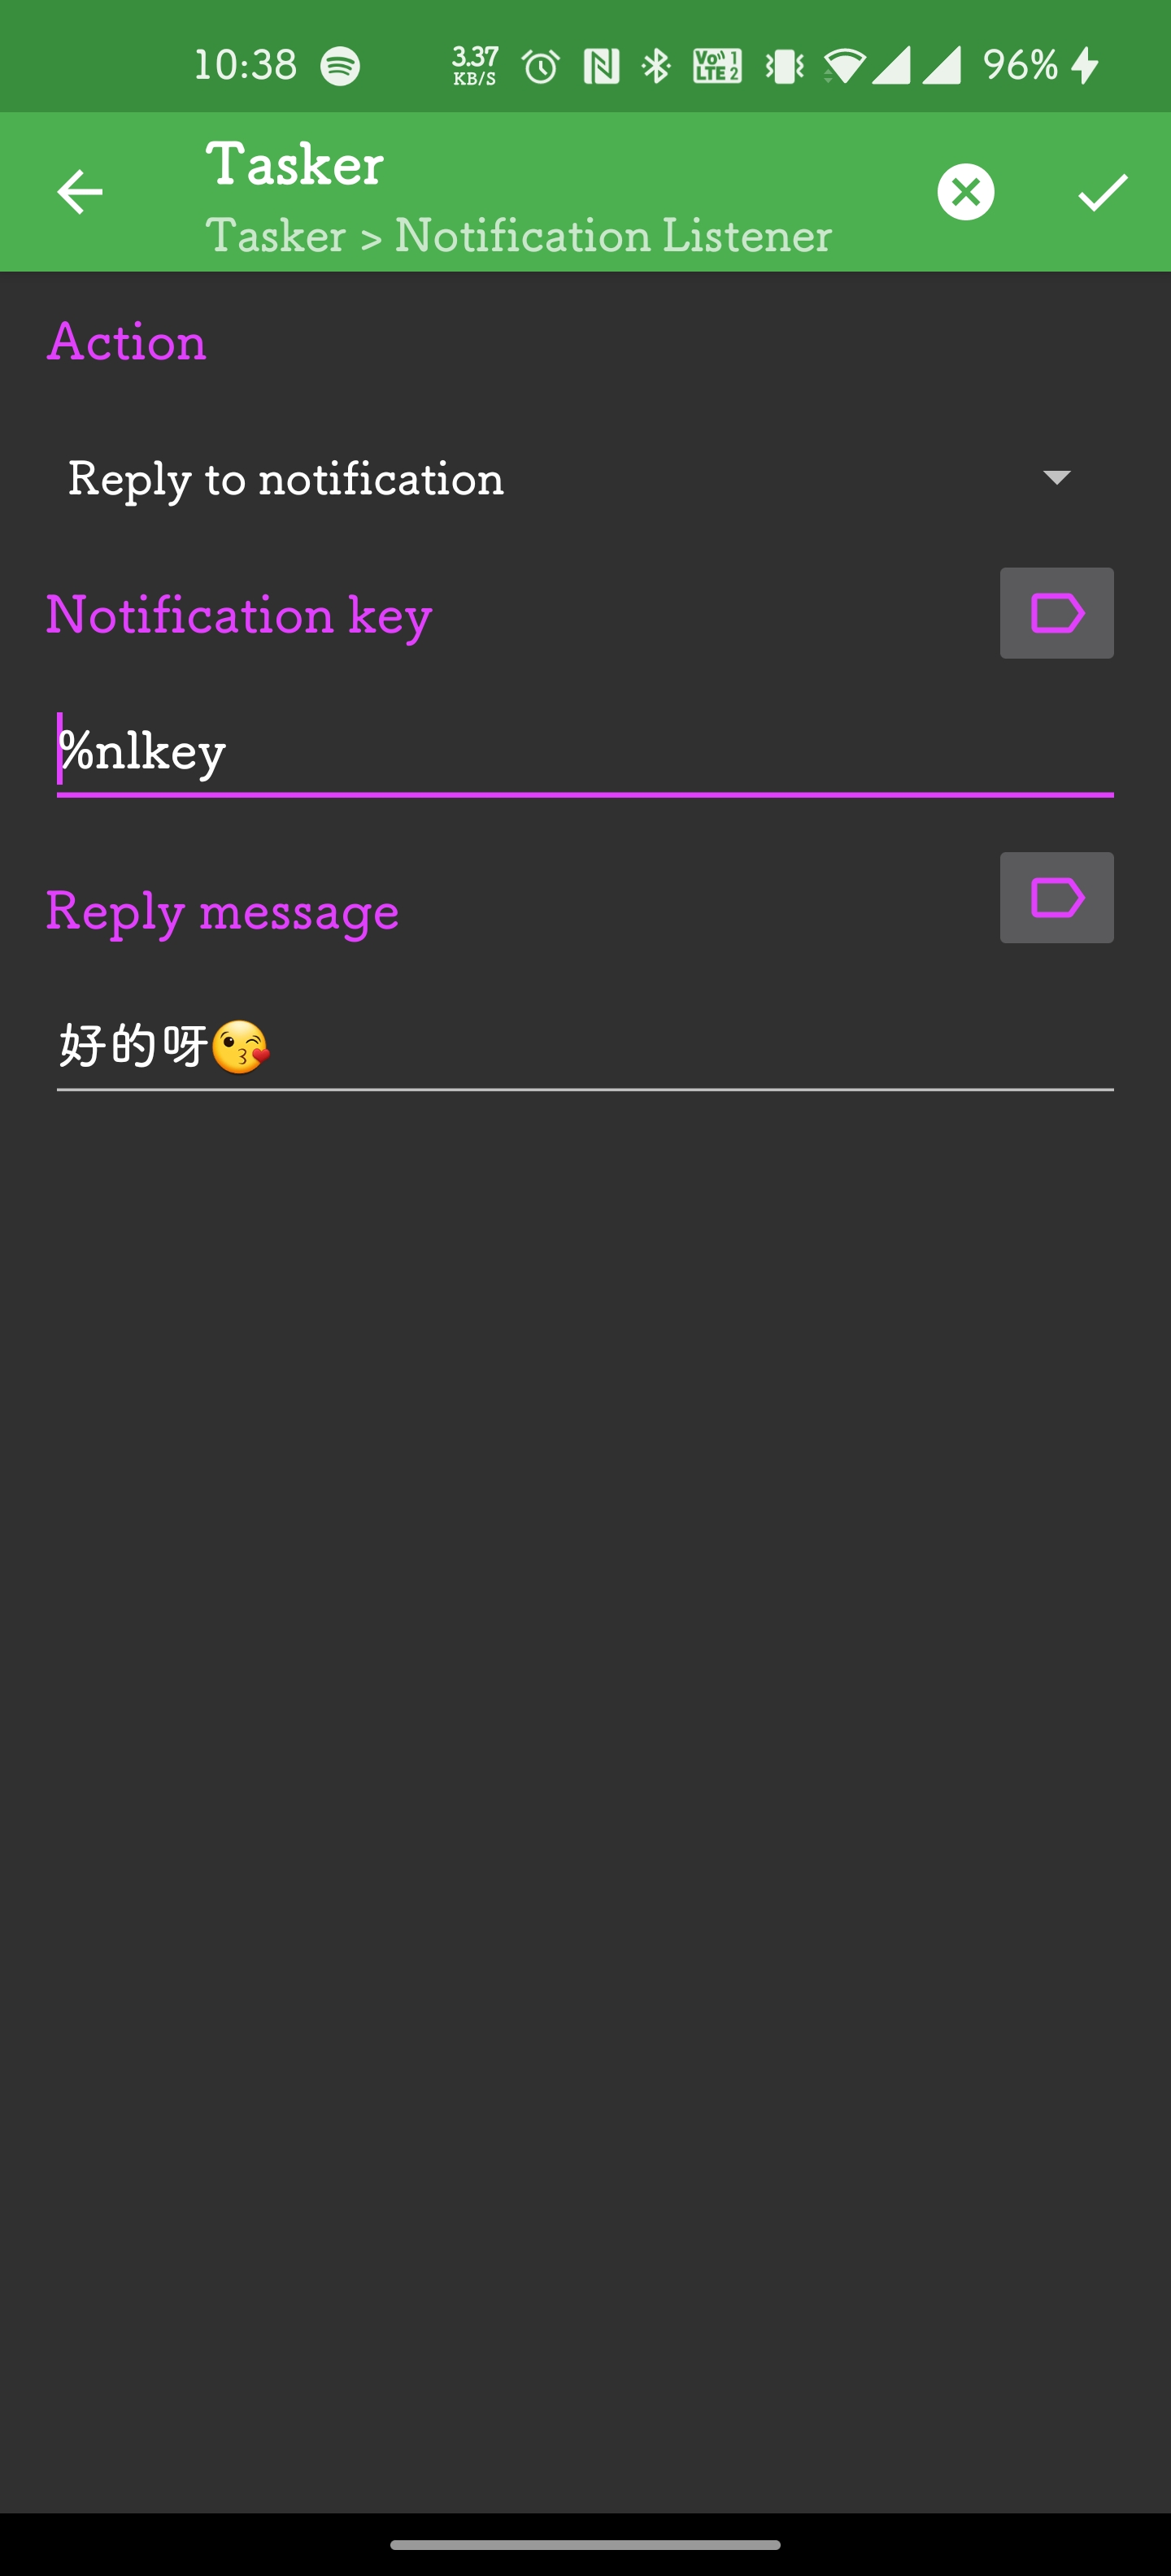 10:38 3.37 KB/S Vo)) 1 LTE 2 96%
Tasker
Tasker > Notification Listener
Action
Reply to notification
Notification key
%nlkey
Reply message
好的呀😘